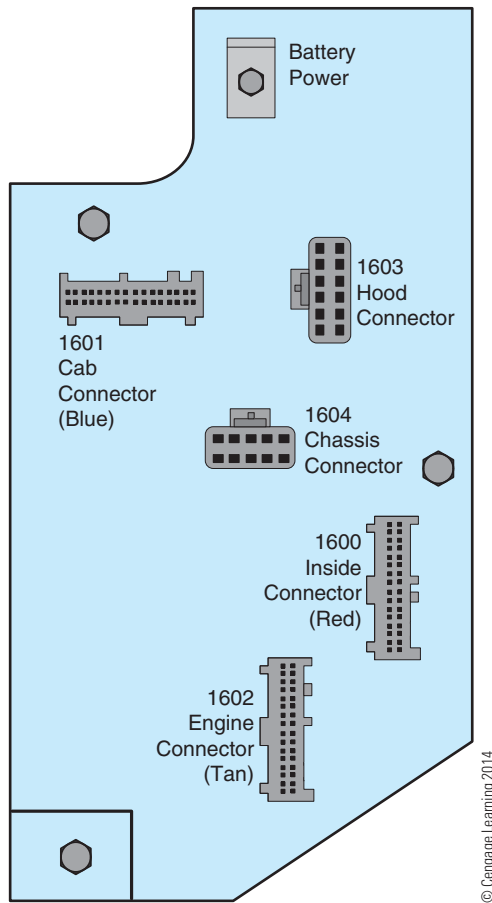 Battery
Power
1603
Hood
Connector
1601
Cab
Connector
(Blue)
1604
Chassis
Connector
1600
Inside
Connector
(Red)
1602
Engine
Connector
(Tan)
© Cengage Learning 2014